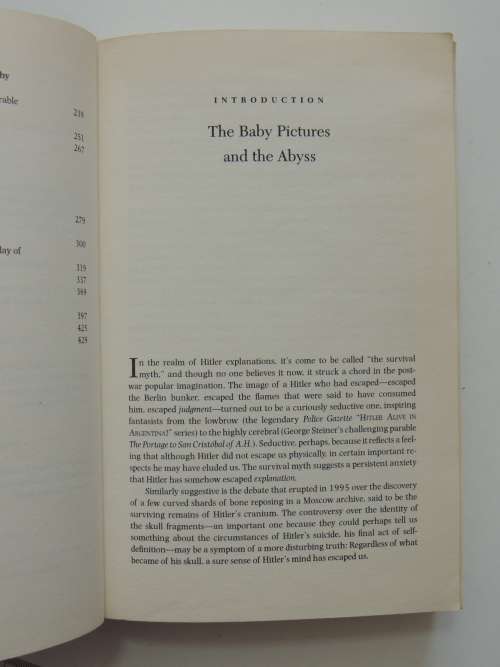 by
rable
218
251
267
279
day of
300
319
337
369
397
425
429
INTRODUCTION
The Baby Pictures
and the Abyss
In the realm of Hitler explanations, it's come to be called "the survival
myth," and though no one believes it now, it struck a chord in the post-
war popular imagination. The image of a Hitler who had escaped—escaped
the Berlin bunker, escaped the flames that were said to have consumed
him, escaped judgment—turned out to be a curiously seductive one, inspiring
fantasists from the lowbrow (the legendary Police Gazette "HITLER ALIVE IN
ARGENTINA!" series) to the highly cerebral (George Steiner's challenging parable
The Portage to San Cristóbal of A.H.). Seductive, perhaps, because it reflects a feel-
ing that although Hitler did not escape us physically, in certain important re-
spects he may have eluded us. The survival myth suggests a persistent anxiety
that Hitler has somehow escaped explanation.
Similarly suggestive is the debate that erupted in 1995 over the discovery
of a few curved shards of bone reposing in a Moscow archive, said to be the
surviving remains of Hitler's cranium. The controversy over the identity of
the skull fragments—an important one because they could perhaps tell us
something about the circumstances of Hitler's suicide, his final act of self-
definition—may be a symptom of a more disturbing truth: Regardless of what
became of his skull, a sure sense of Hitler's mind has escaped us.